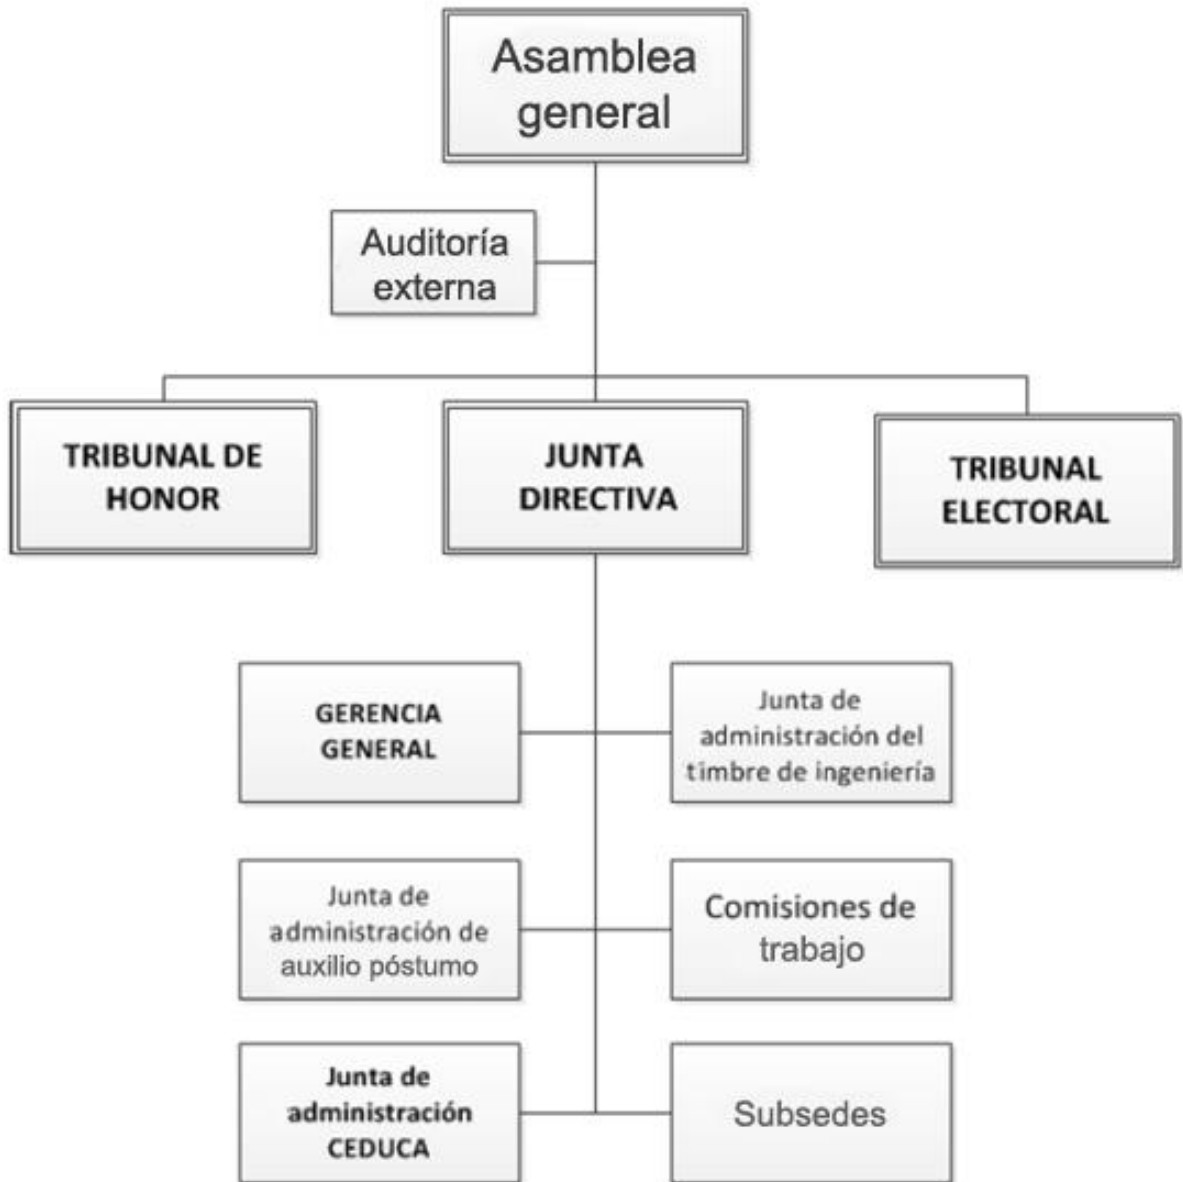 Asamblea
general
Auditoría
externa
TRIBUNAL DE
HONOR
JUNTA
DIRECTIVA
TRIBUNAL
ELECTORAL
GERENCIA
GENERAL
Junta de
administración del
timbre de ingeniería
Junta de
administración de
auxilio póstumo
Comisiones de
trabajo
Junta de
administración
CEDUCA
Subsedes